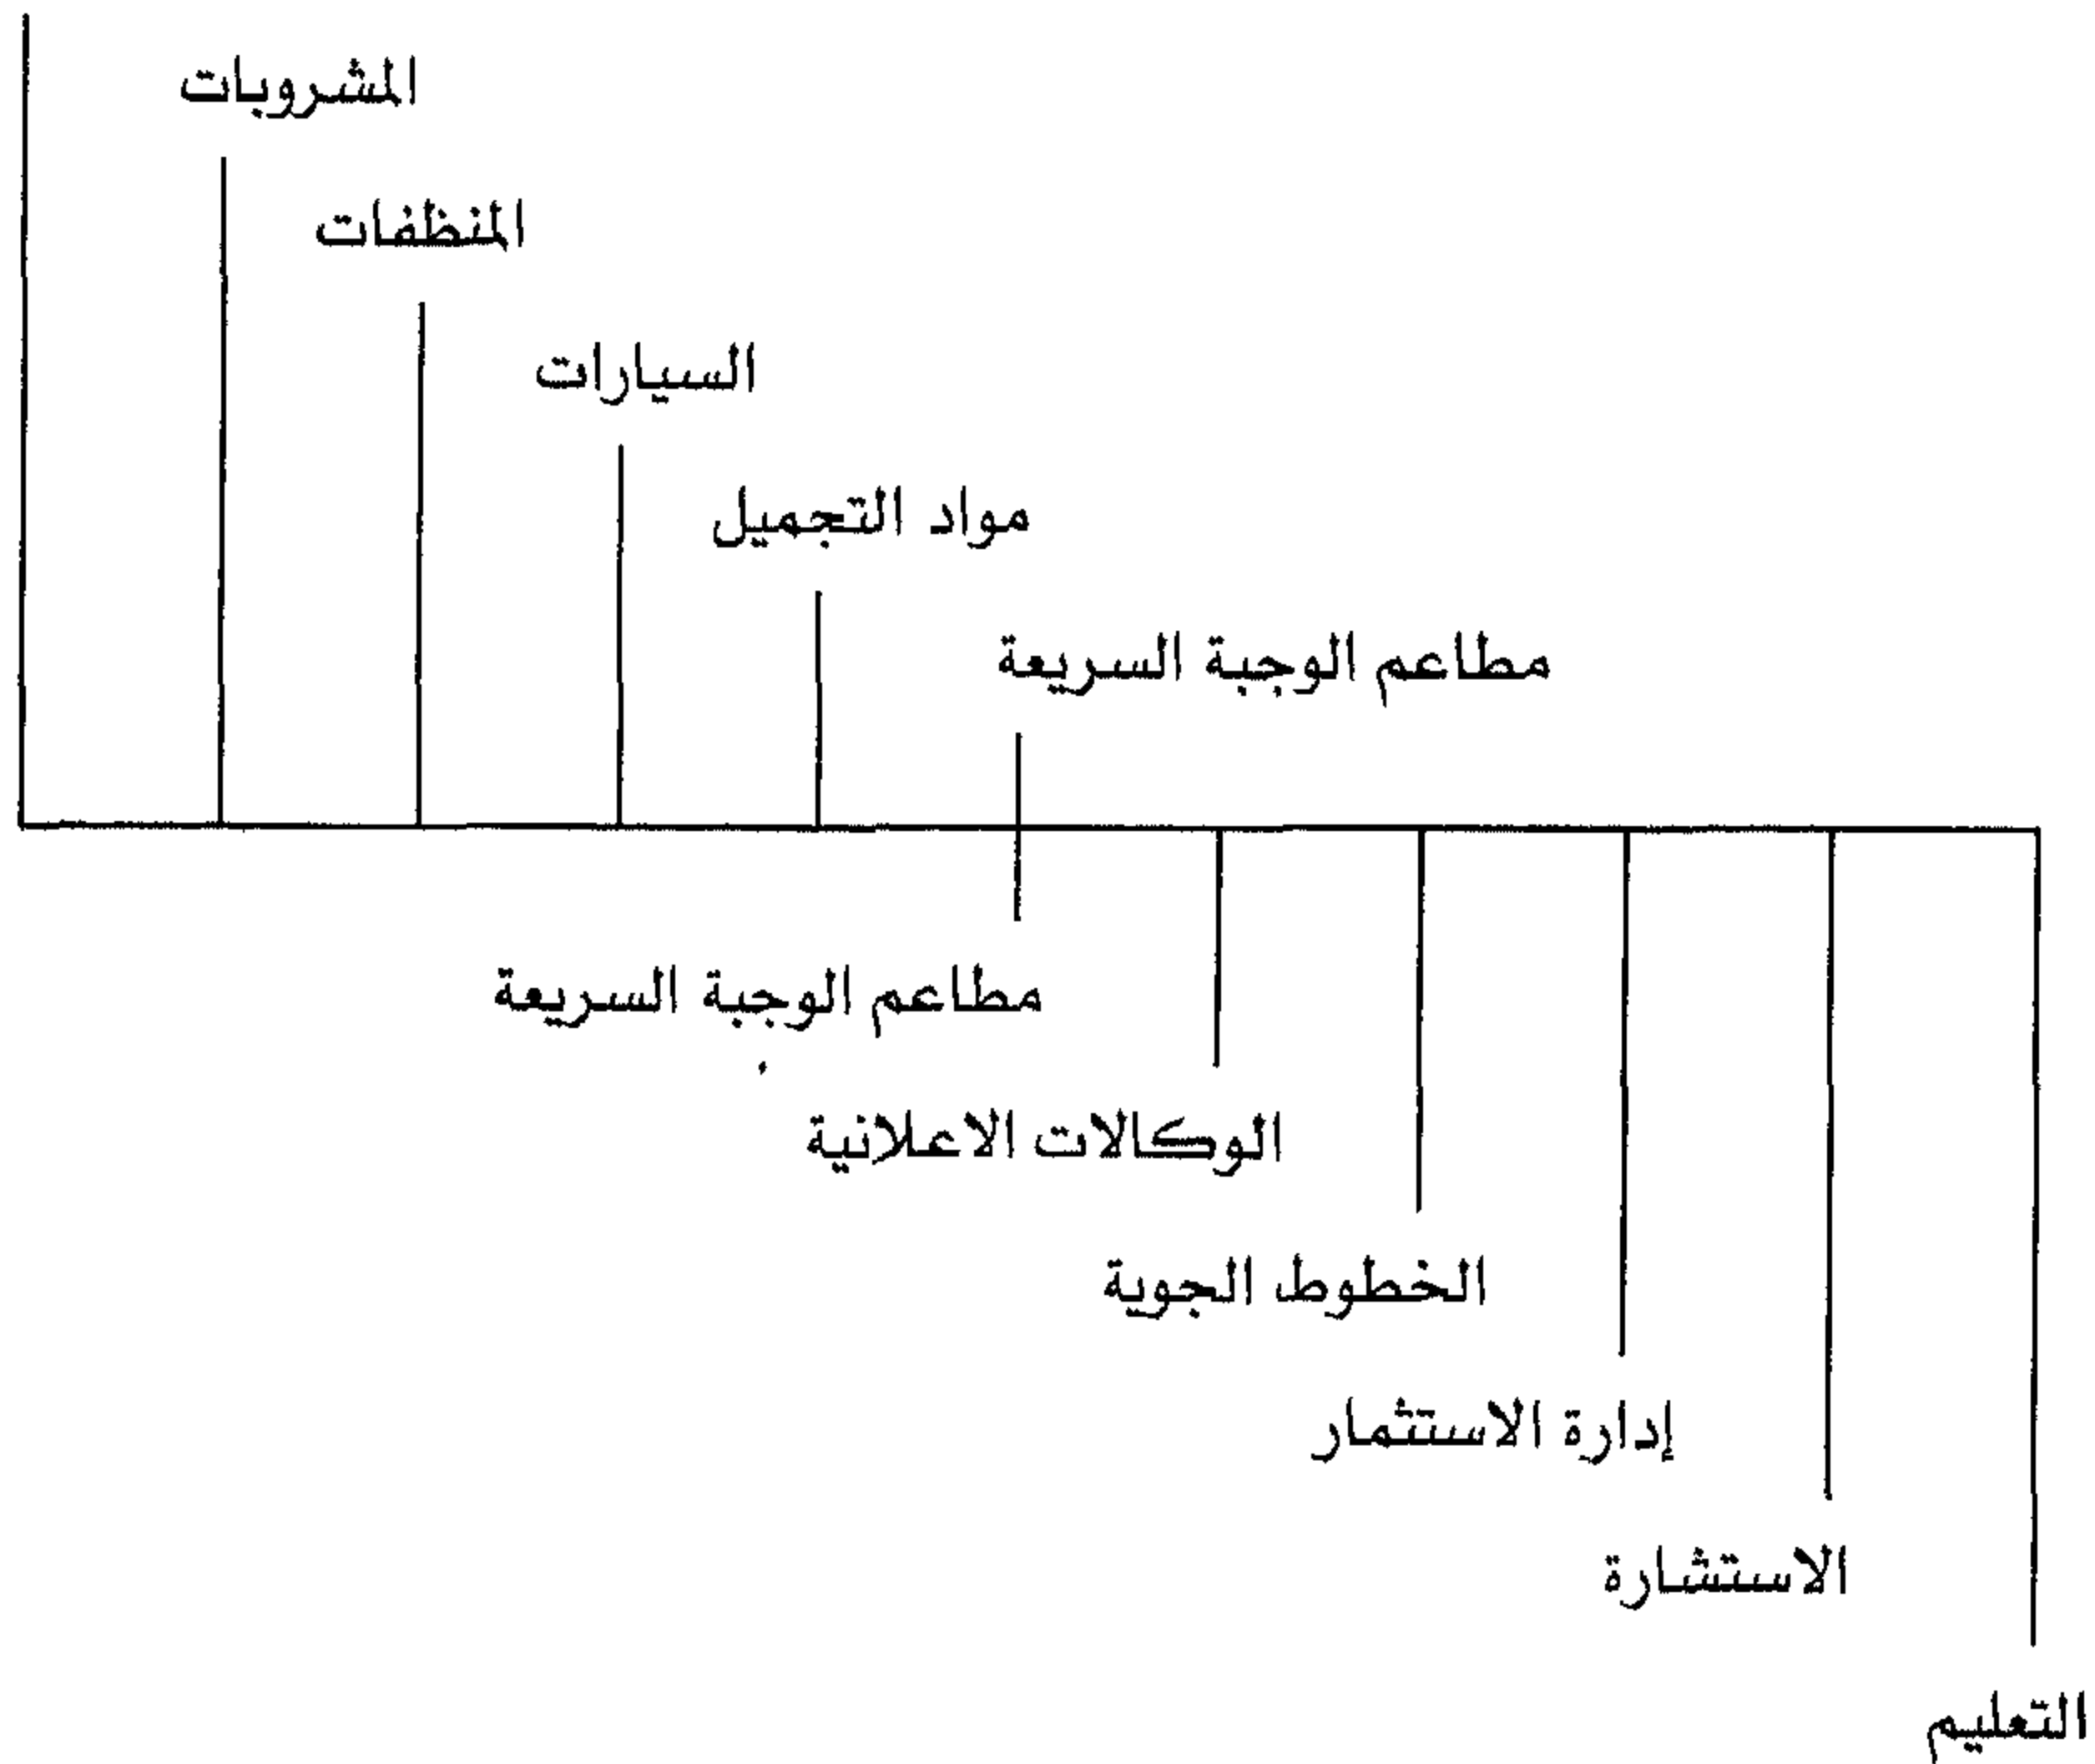 المشروبات
المنظفات
السيارات
مواد التجميل
مطاعم الوجبة السريعة
مطاعم الوجبة السريعة
الوكالات الاعلانية
الخطوط الجوية
إدارة الاستثمار
الاستشارة
التعليم